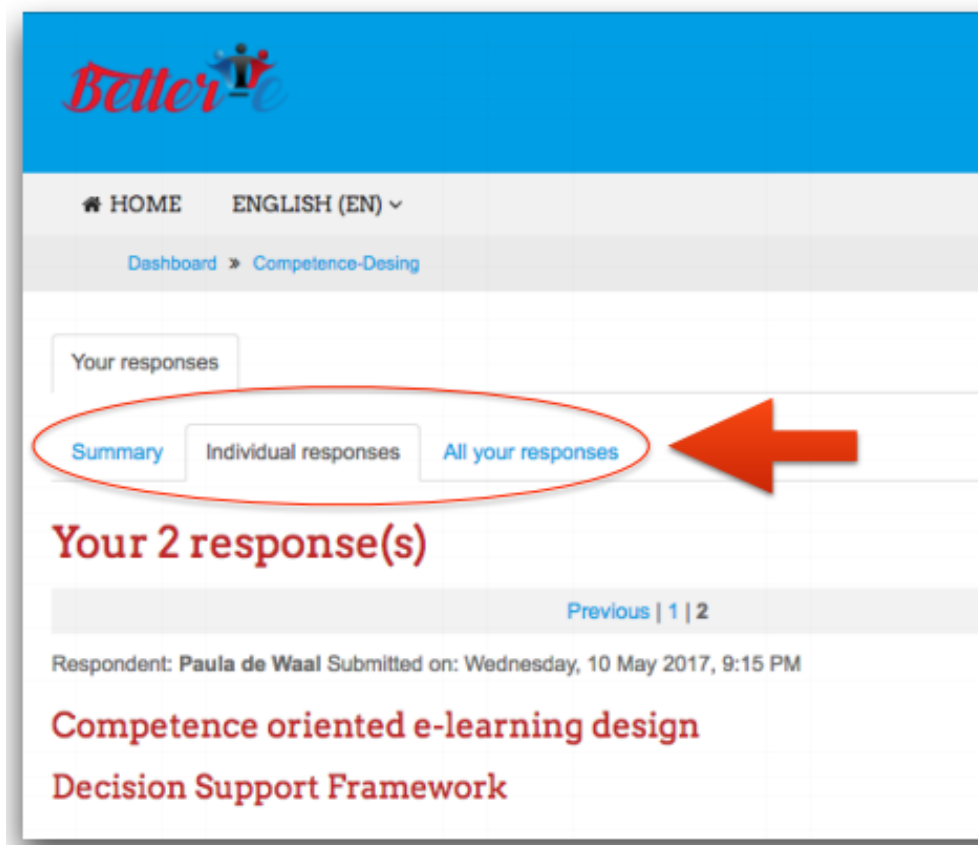 Better e
HOME ENGLISH (EN)
Dashboard » Competence-Desing
Your responses
Summary Individual responses All your responses
Your 2 response(s)
Previous | 1 | 2
Respondent: Paula de Waal Submitted on: Wednesday, 10 May 2017, 9:15 PM
Competence oriented e-learning design
Decision Support Framework